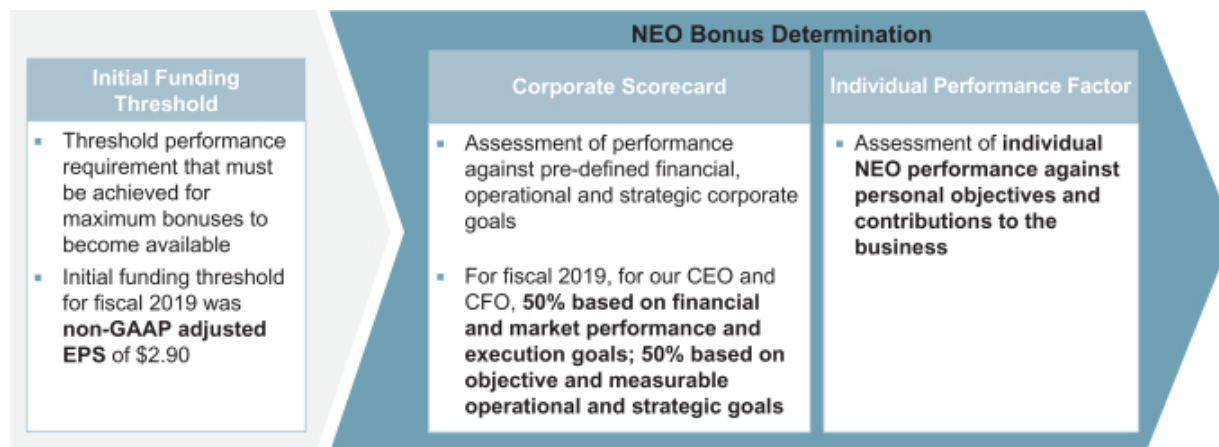 NEO Bonus Determination
Initial Funding
Threshold
▪ Threshold performance
requirement that must
be achieved for
maximum bonuses to
become available
▪ Initial funding threshold
for fiscal 2019 was
non-GAAP adjusted
EPS of $2.90
Corporate Scorecard
▪ Assessment of performance
against pre-defined financial,
operational and strategic corporate
goals
▪ For fiscal 2019, for our CEO and
CFO, 50% based on financial
and market performance and
execution goals; 50% based on
objective and measurable
operational and strategic goals
Individual Performance Factor
▪ Assessment of individual
NEO performance against
personal objectives and
contributions to the
business